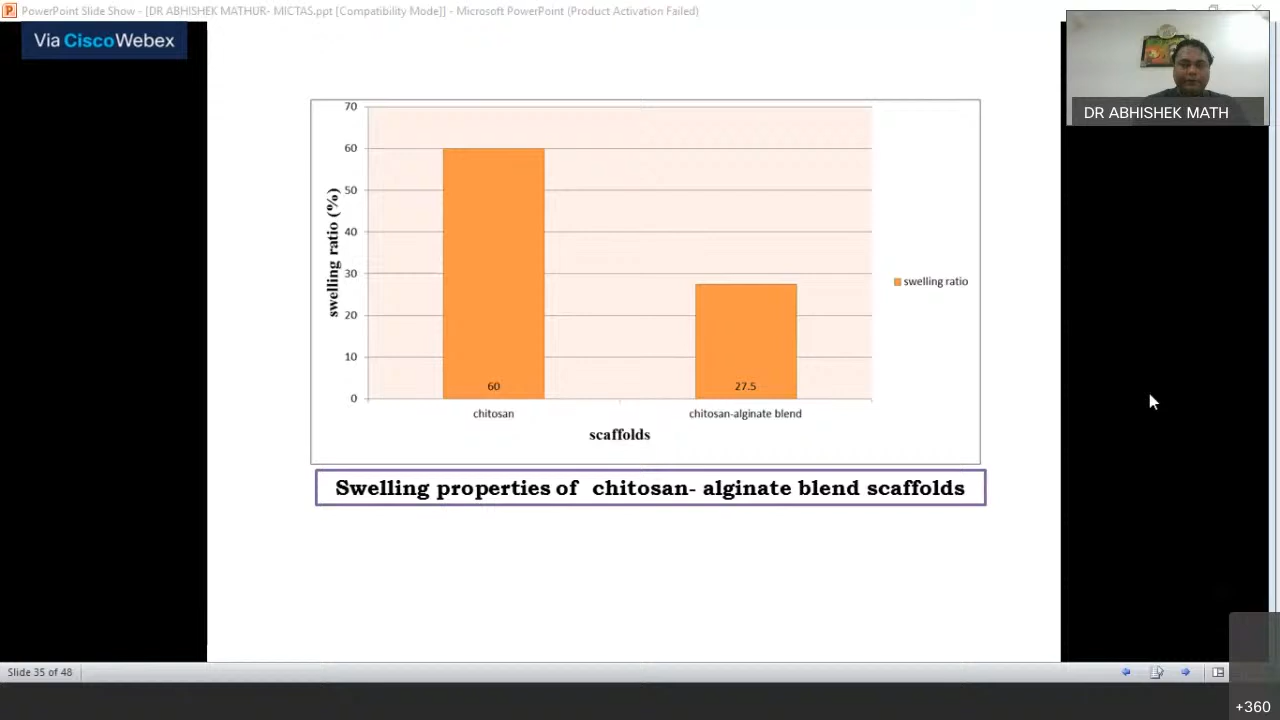 PowerPoint Slide Show - [DR ABHISHEK MATHUR- MICTAS.ppt [Compatibility Mode]] - Microsoft PowerPoint (Product Activation Failed)
Via CiscoWebex
DR ABHISHEK MATH
70
60
50
40
30
20
10
0
swelling ratio (%)
60
27.5
chitosan
chitosan-alginate blend
scaffolds
swelling ratio
Swelling properties of chitosan- alginate blend scaffolds
Slide 35 of 48
+360